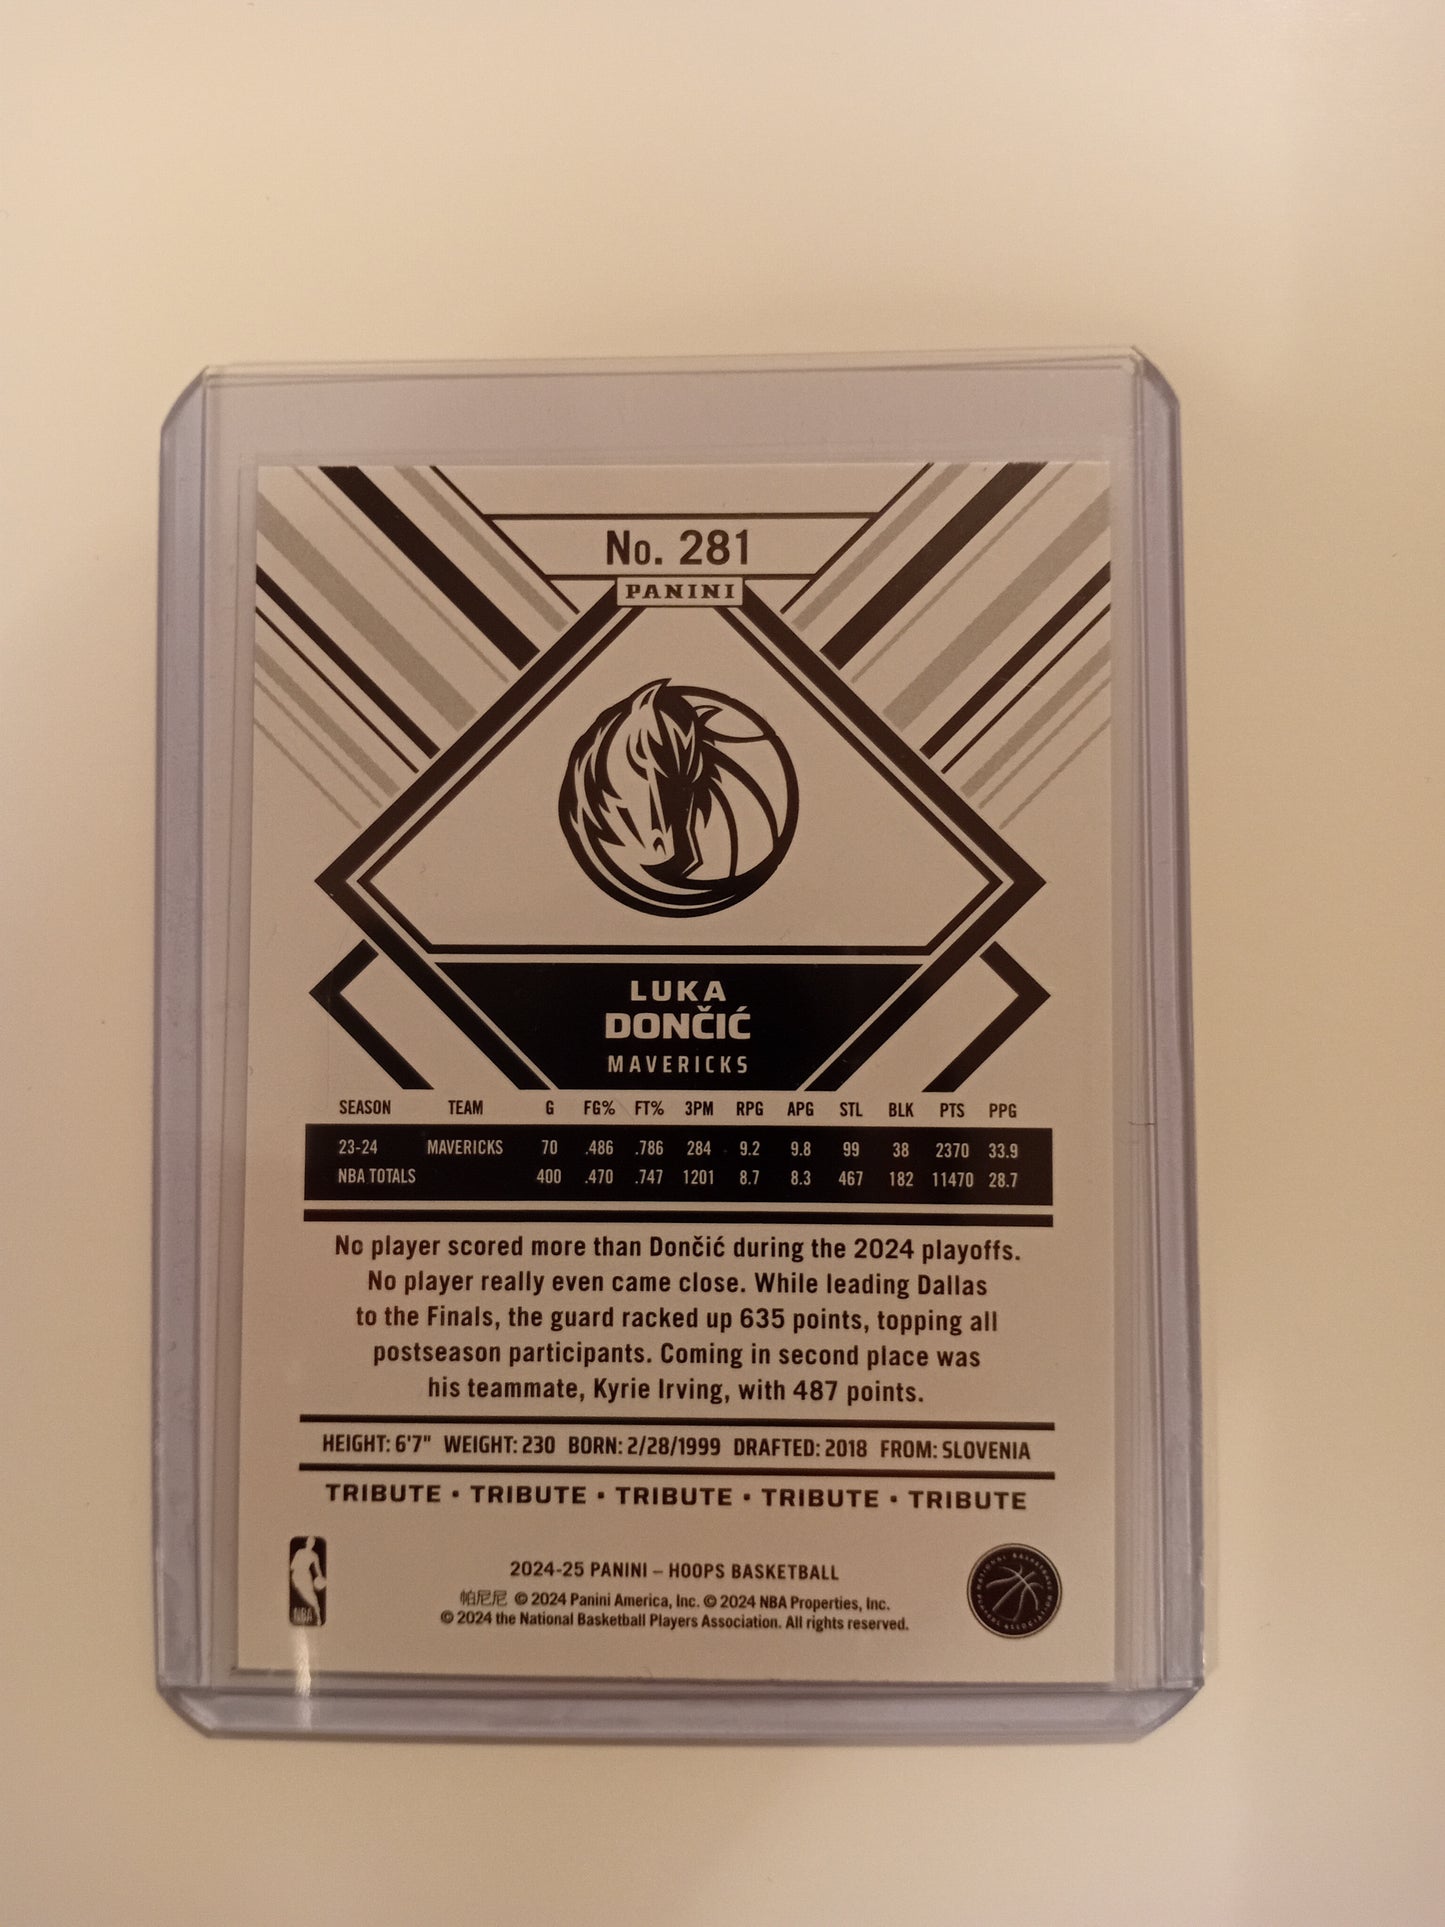 No. 281
PANINI
LUKA
DONČIĆ
MAVERICKS
SEASON TEAM G FG% FT% 3PM RPG APG STL BLK PTS PPG
23-24 MAVERICKS 70 .486 .786 284 9.2 9.8 99 38 2370 33.9
NBA TOTALS 400 .470 .747 1201 8.7 8.3 467 182 11470 28.7
No player scored more than Dončić during the 2024 playoffs.
No player really even came close. While leading Dallas
to the Finals, the guard racked up 635 points, topping all
postseason participants. Coming in second place was
his teammate, Kyrie Irving, with 487 points.
HEIGHT: 6'7" WEIGHT: 230 BORN: 2/28/1999 DRAFTED: 2018 FROM: SLOVENIA
TRIBUTE • TRIBUTE • TRIBUTE • TRIBUTE • TRIBUTE
2024-25 PANINI – HOOPS BASKETBALL
帕尼尼 © 2024 Panini America, Inc. © 2024 NBA Properties, Inc.
© 2024 the National Basketball Players Association. All rights reserved.
NBA
NATIONAL BASKETBALL PLAYERS ASSOCIATION